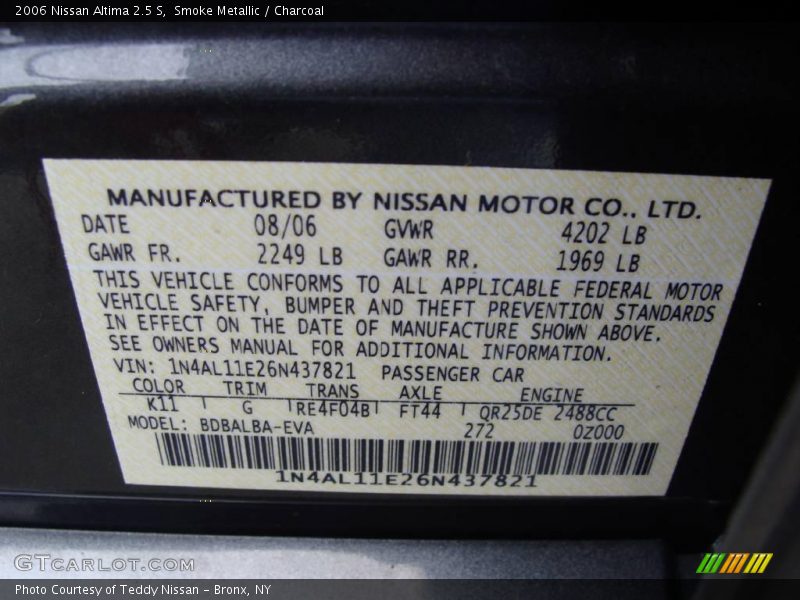 2006 Nissan Altima 2.5 S, Smoke Metallic / Charcoal
MANUFACTURED BY NISSAN MOTOR CO., LTD.
DATE 08/06 GVWR 4202 LB
GAWR FR. 2249 LB GAWR RR. 1969 LB
THIS VEHICLE CONFORMS TO ALL APPLICABLE FEDERAL MOTOR
VEHICLE SAFETY, BUMPER AND THEFT PREVENTION STANDARDS
IN EFFECT ON THE DATE OF MANUFACTURE SHOWN ABOVE.
SEE OWNERS MANUAL FOR ADDITIONAL INFORMATION.
VIN: 1N4AL11E26N437821 PASSENGER CAR
COLOR TRIM TRANS AXLE ENGINE
K11 G RE4F04B FT44 QR25DE 2488CC
MODEL: BDBALBA-EVA 272 0Z000
1N4AL11E26N437821
GTCARLOT.COM
Photo Courtesy of Teddy Nissan - Bronx, NY